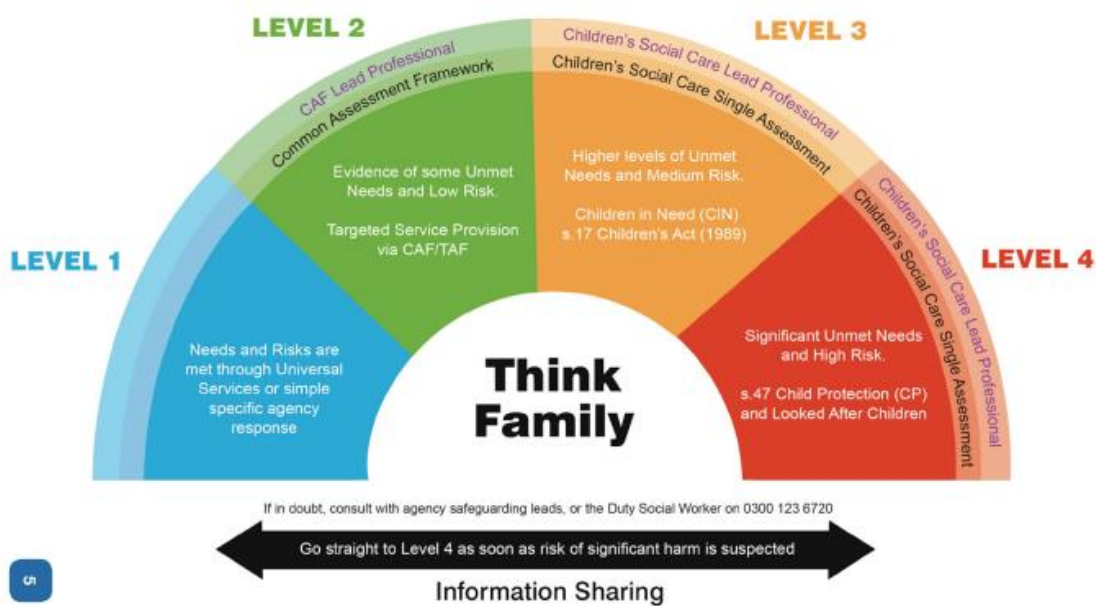 LEVEL 1
Needs and Risks are
met through Universal
Services or simple
specific agency
response
LEVEL 2
CAF Lead Professional
Common Assessment Framework
Evidence of some Unmet
Needs and Low Risk.
Targeted Service Provision
via CAF/TAF
LEVEL 3
Children's Social Care Lead Professional
Children's Social Care Single Assessment
Higher levels of Unmet
Needs and Medium Risk.
Children in Need (CIN)
s.17 Children's Act (1989)
LEVEL 4
Children's Social Care Lead Professional
Children's Social Care Single Assessment
Significant Unmet Needs
and High Risk.
s.47 Child Protection (CP)
and Looked After Children
Think
Family
If in doubt, consult with agency safeguarding leads, or the Duty Social Worker on 0300 123 6720
Go straight to Level 4 as soon as risk of significant harm is suspected
Information Sharing
5